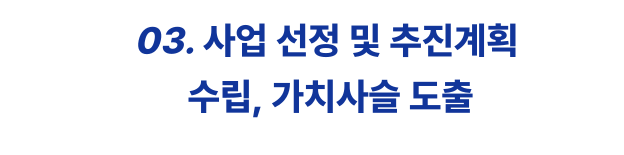 03. 사업 선정 및 추진계획
수립, 가치사슬 도출